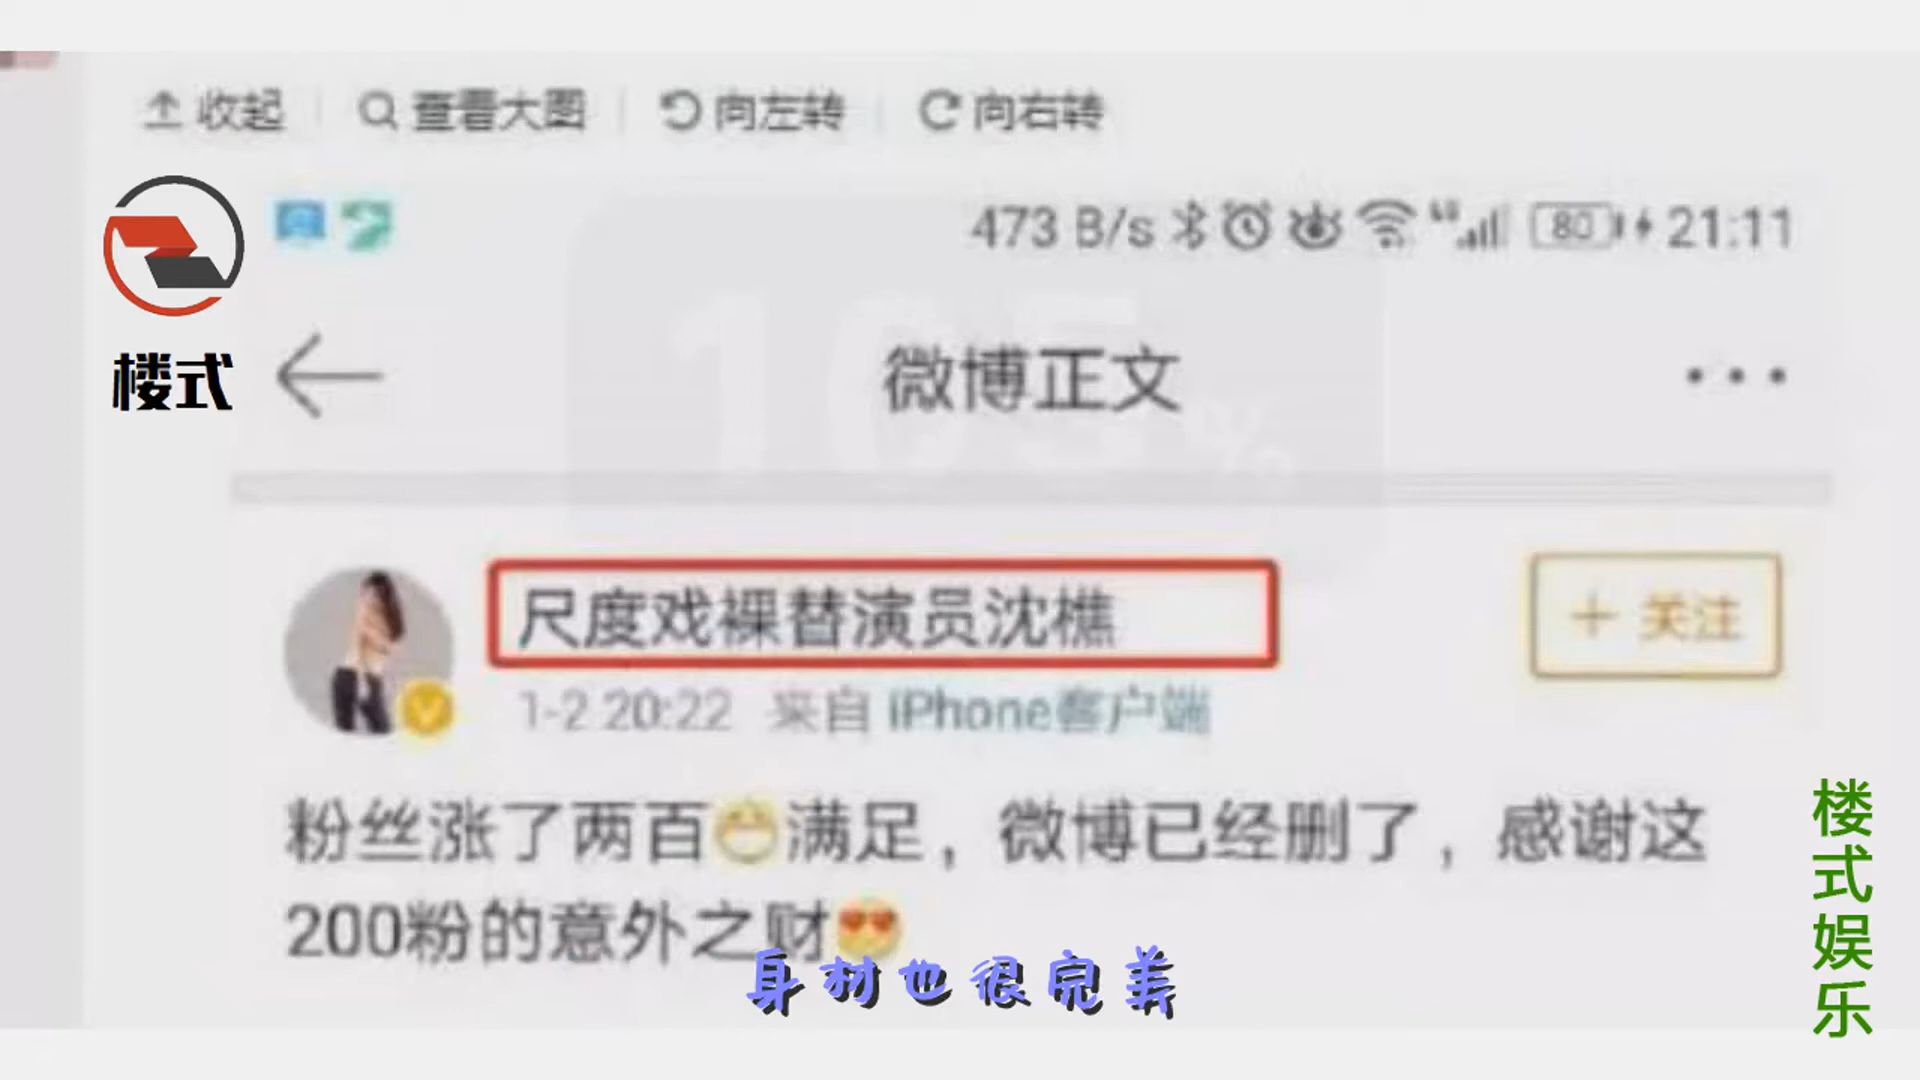 收起 查看大图 向左转 向右转
473 B/s 80 21:11
楼式
微博正文
105%
尺度戏裸替演员沈樵
+ 关注
1-2 20:22 来自 iPhone客户端
粉丝涨了两百满足，微博已经删了，感谢这
200粉的意外之财
身材也很完美
楼式娱乐